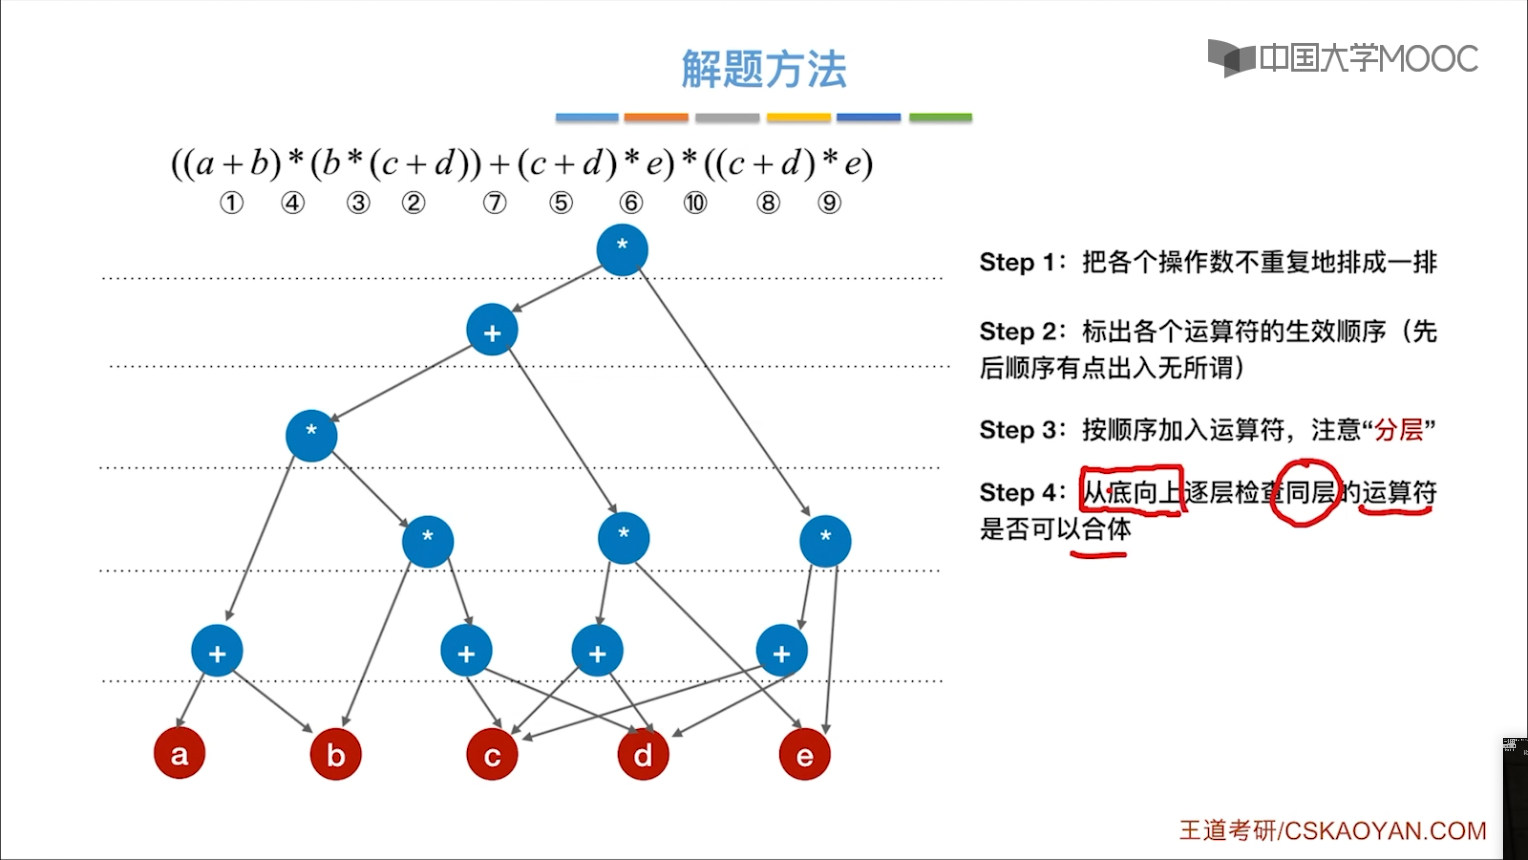 解题方法
中国大学MOOC
((a+b)*(b*(c+d))+(c+d)*e)*((c+d)*e)
① ④ ③ ② ⑦ ⑤ ⑥ ⑩ ⑧ ⑨
*
+
*
* * *
+ + + +
a b c d e
Step 1：把各个操作数不重复地排成一排
Step 2：标出各个运算符的生效顺序（先
后顺序有点出入无所谓）
Step 3：按顺序加入运算符，注意“分层”
Step 4：从底向上逐层检查同层的运算符
是否可以合体
王道考研/CSKAOYAN.COM